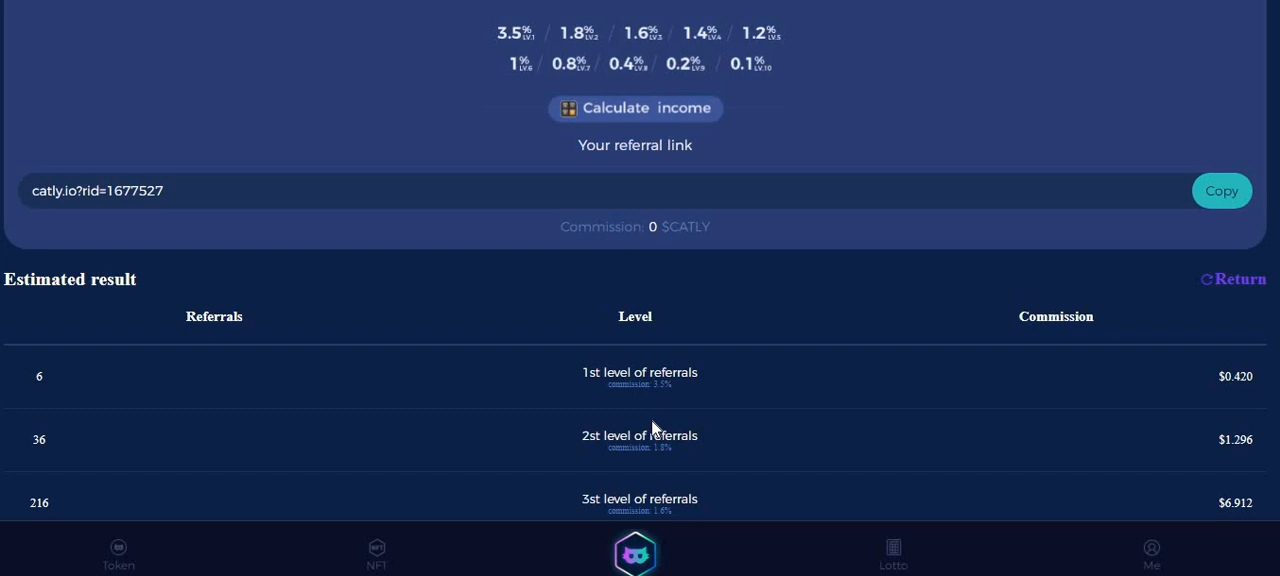 3.5% LV.1 / 1.8% LV.2 / 1.6% LV.3 / 1.4% LV.4 / 1.2% LV.5
1% LV.6 / 0.8% LV.7 / 0.4% LV.8 / 0.2% LV.9 / 0.1% LV.10
Calculate income
Your referral link
catly.io?rid=1677527 Copy
Commission: 0 $CATLY
Estimated result Return
Referrals Level Commission
6 1st level of referrals $0.420
commission: 3.5%
36 2st level of referrals $1.296
commission: 1.8%
216 3st level of referrals $6.912
commission: 1.6%
NFT
Token NFT Lotto Me